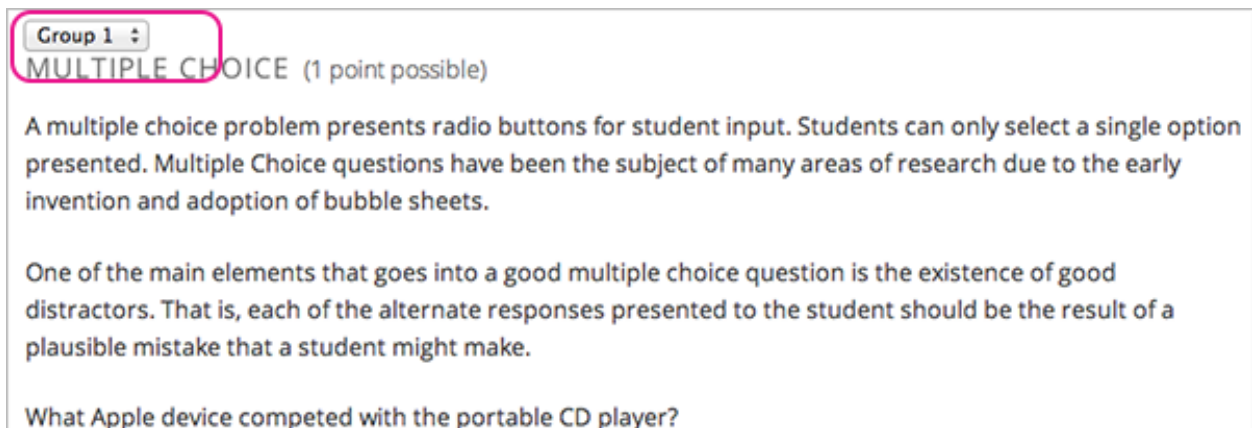 Group 1
MULTIPLE CHOICE (1 point possible)
A multiple choice problem presents radio buttons for student input. Students can only select a single option
presented. Multiple Choice questions have been the subject of many areas of research due to the early
invention and adoption of bubble sheets.
One of the main elements that goes into a good multiple choice question is the existence of good
distractors. That is, each of the alternate responses presented to the student should be the result of a
plausible mistake that a student might make.
What Apple device competed with the portable CD player?